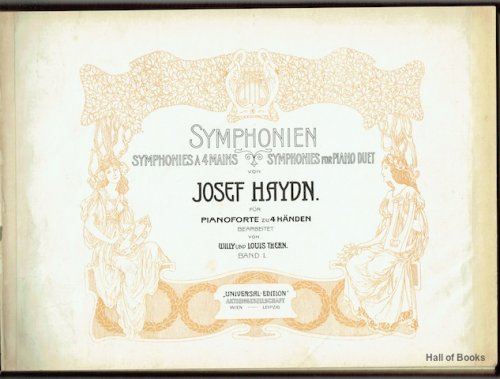 SYMPHONIEN
SYMPHONIES A 4 MAINS SYMPHONIES FOR PIANO DUET
VON
JOSEF HAYDN.
FÜR
PIANOFORTE ZU 4 HÄNDEN
BEARBEITET
VON
WILLY UND LOUIS THERN.
BAND I.
„UNIVERSAL-EDITION"
AKTIENGESELLSCHAFT
WIEN — LEIPZIG
Hall of Books